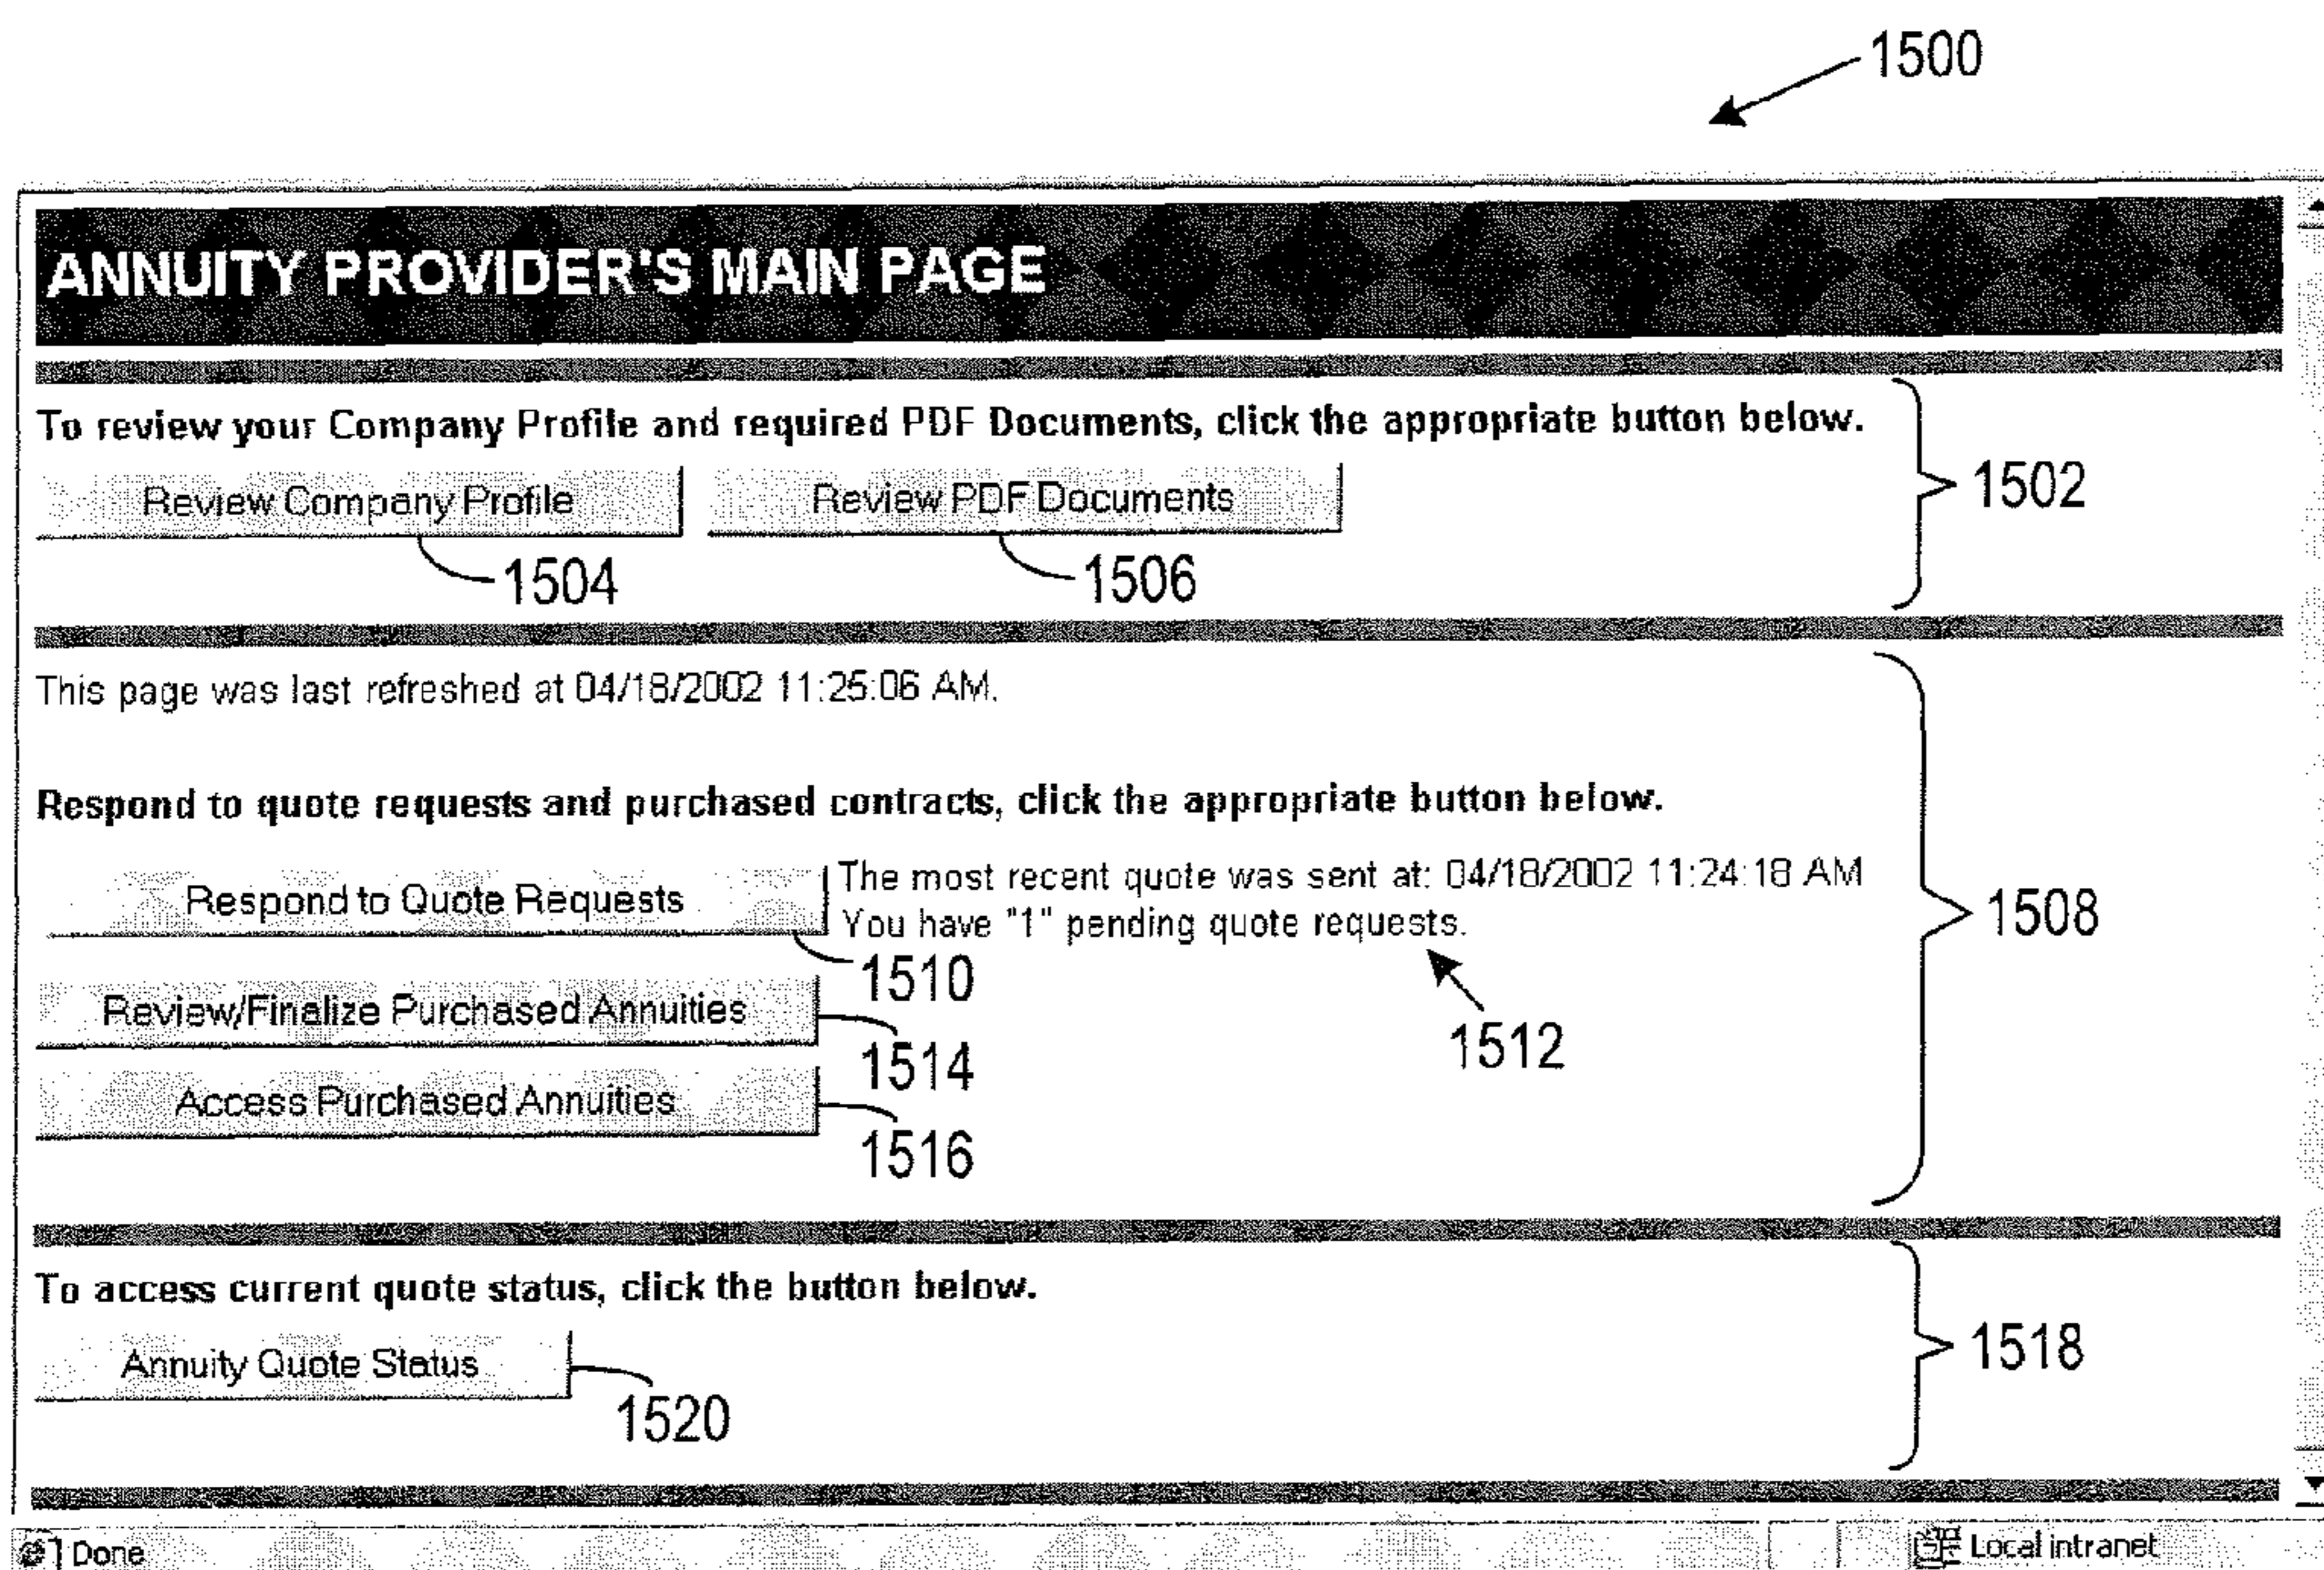 1500
ANNUITY PROVIDER'S MAIN PAGE
To review your Company Profile and required PDF Documents, click the appropriate button below.
1502
Review Company Profile
Review PDF Documents
1504
1506
This page was last refreshed at 04/18/2002 11:25:06 AM.
Respond to quote requests and purchased contracts, click the appropriate button below.
Respond to Quote Requests
The most recent quote was sent at: 04/18/2002 11:24:18 AM
You have "1" pending quote requests.
1508
1510
1512
Review/Finalize Purchased Annuities
1514
Access Purchased Annuities
1516
To access current quote status, click the button below.
1518
Annuity Quote Status
1520
Done
Local intranet